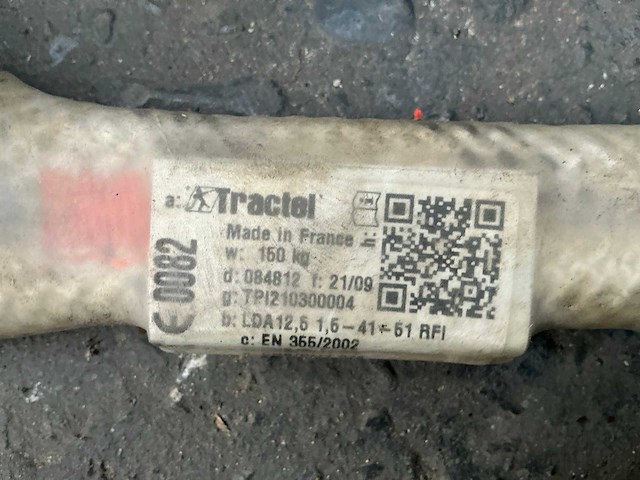 a: Tractel
Made in France h:
w: 150 kg
d: 084812 f: 21/09
g: TPI210300004
b: LDA12,5 1,5-41-51 RFI
c: EN 355/2002
CE 0082